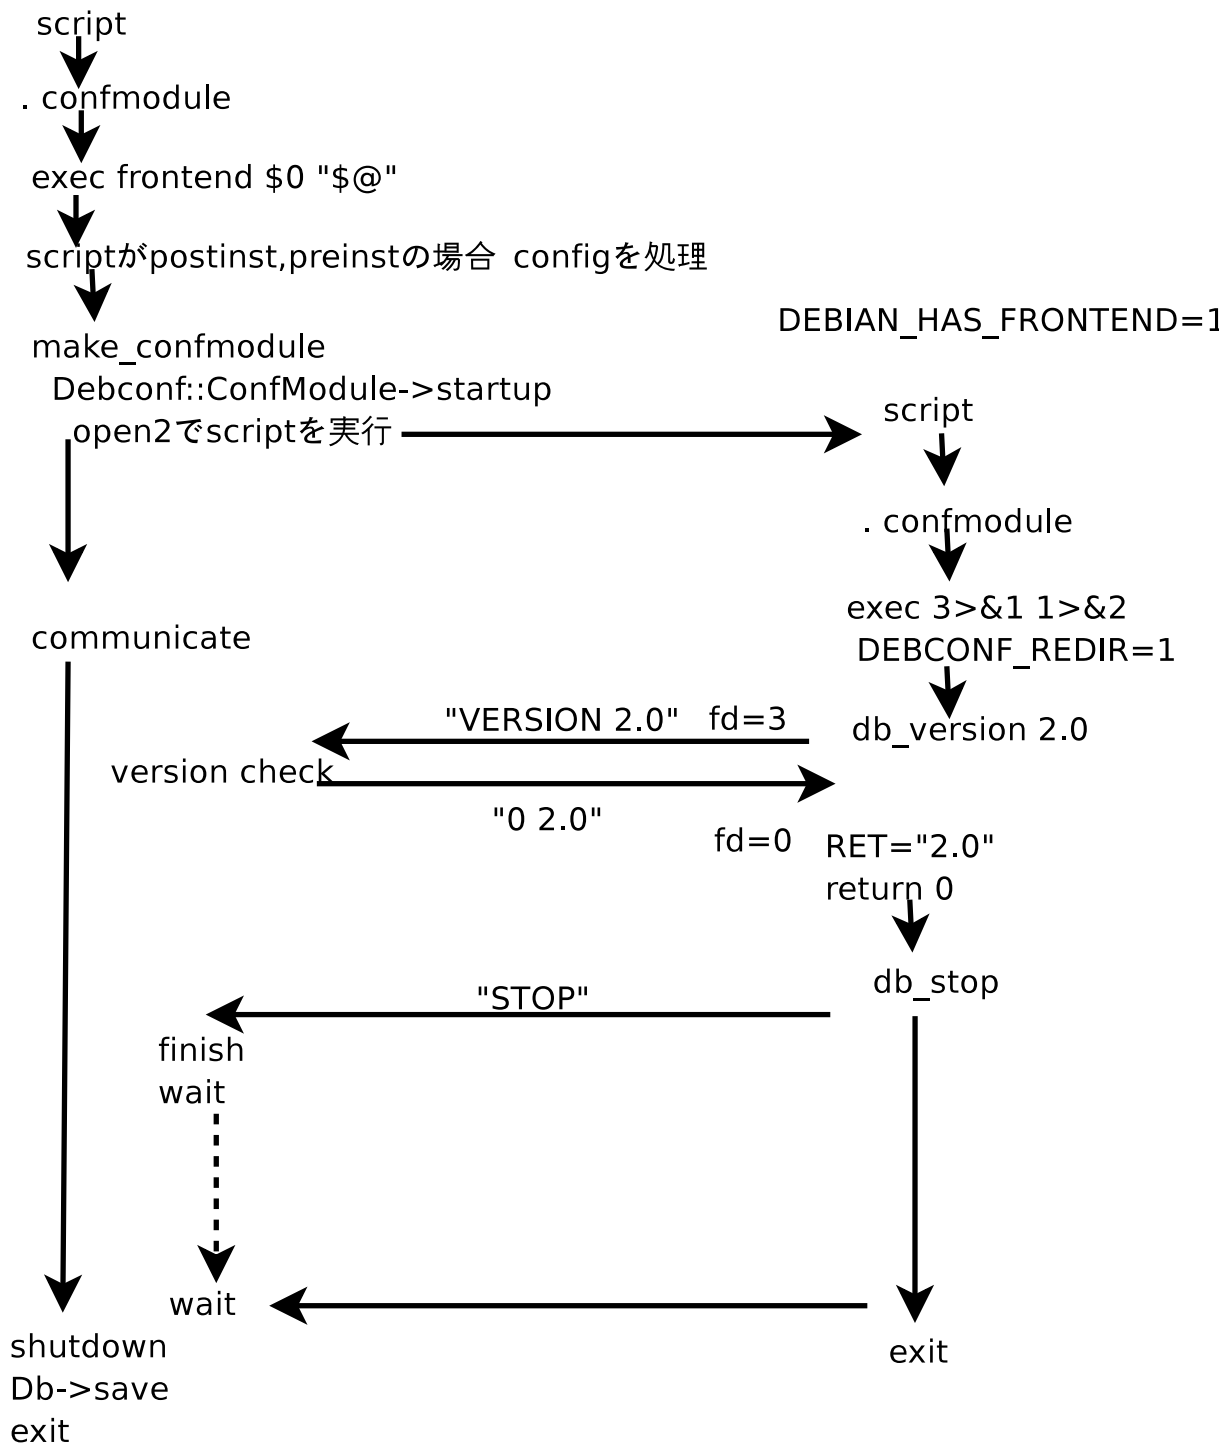 script
. confmodule
exec frontend $0 "$@"
scriptがpostinst,preinstの場合 configを処理
make_confmodule
Debconf::ConfModule->startup
open2でscriptを実行
DEBIAN_HAS_FRONTEND=1
script
. confmodule
exec 3>&1 1>&2
DEBCONF_REDIR=1
communicate
db_version 2.0
"VERSION 2.0" fd=3
version check
"0 2.0"
fd=0
RET="2.0"
return 0
db_stop
"STOP"
finish
wait
wait
exit
shutdown
Db->save
exit